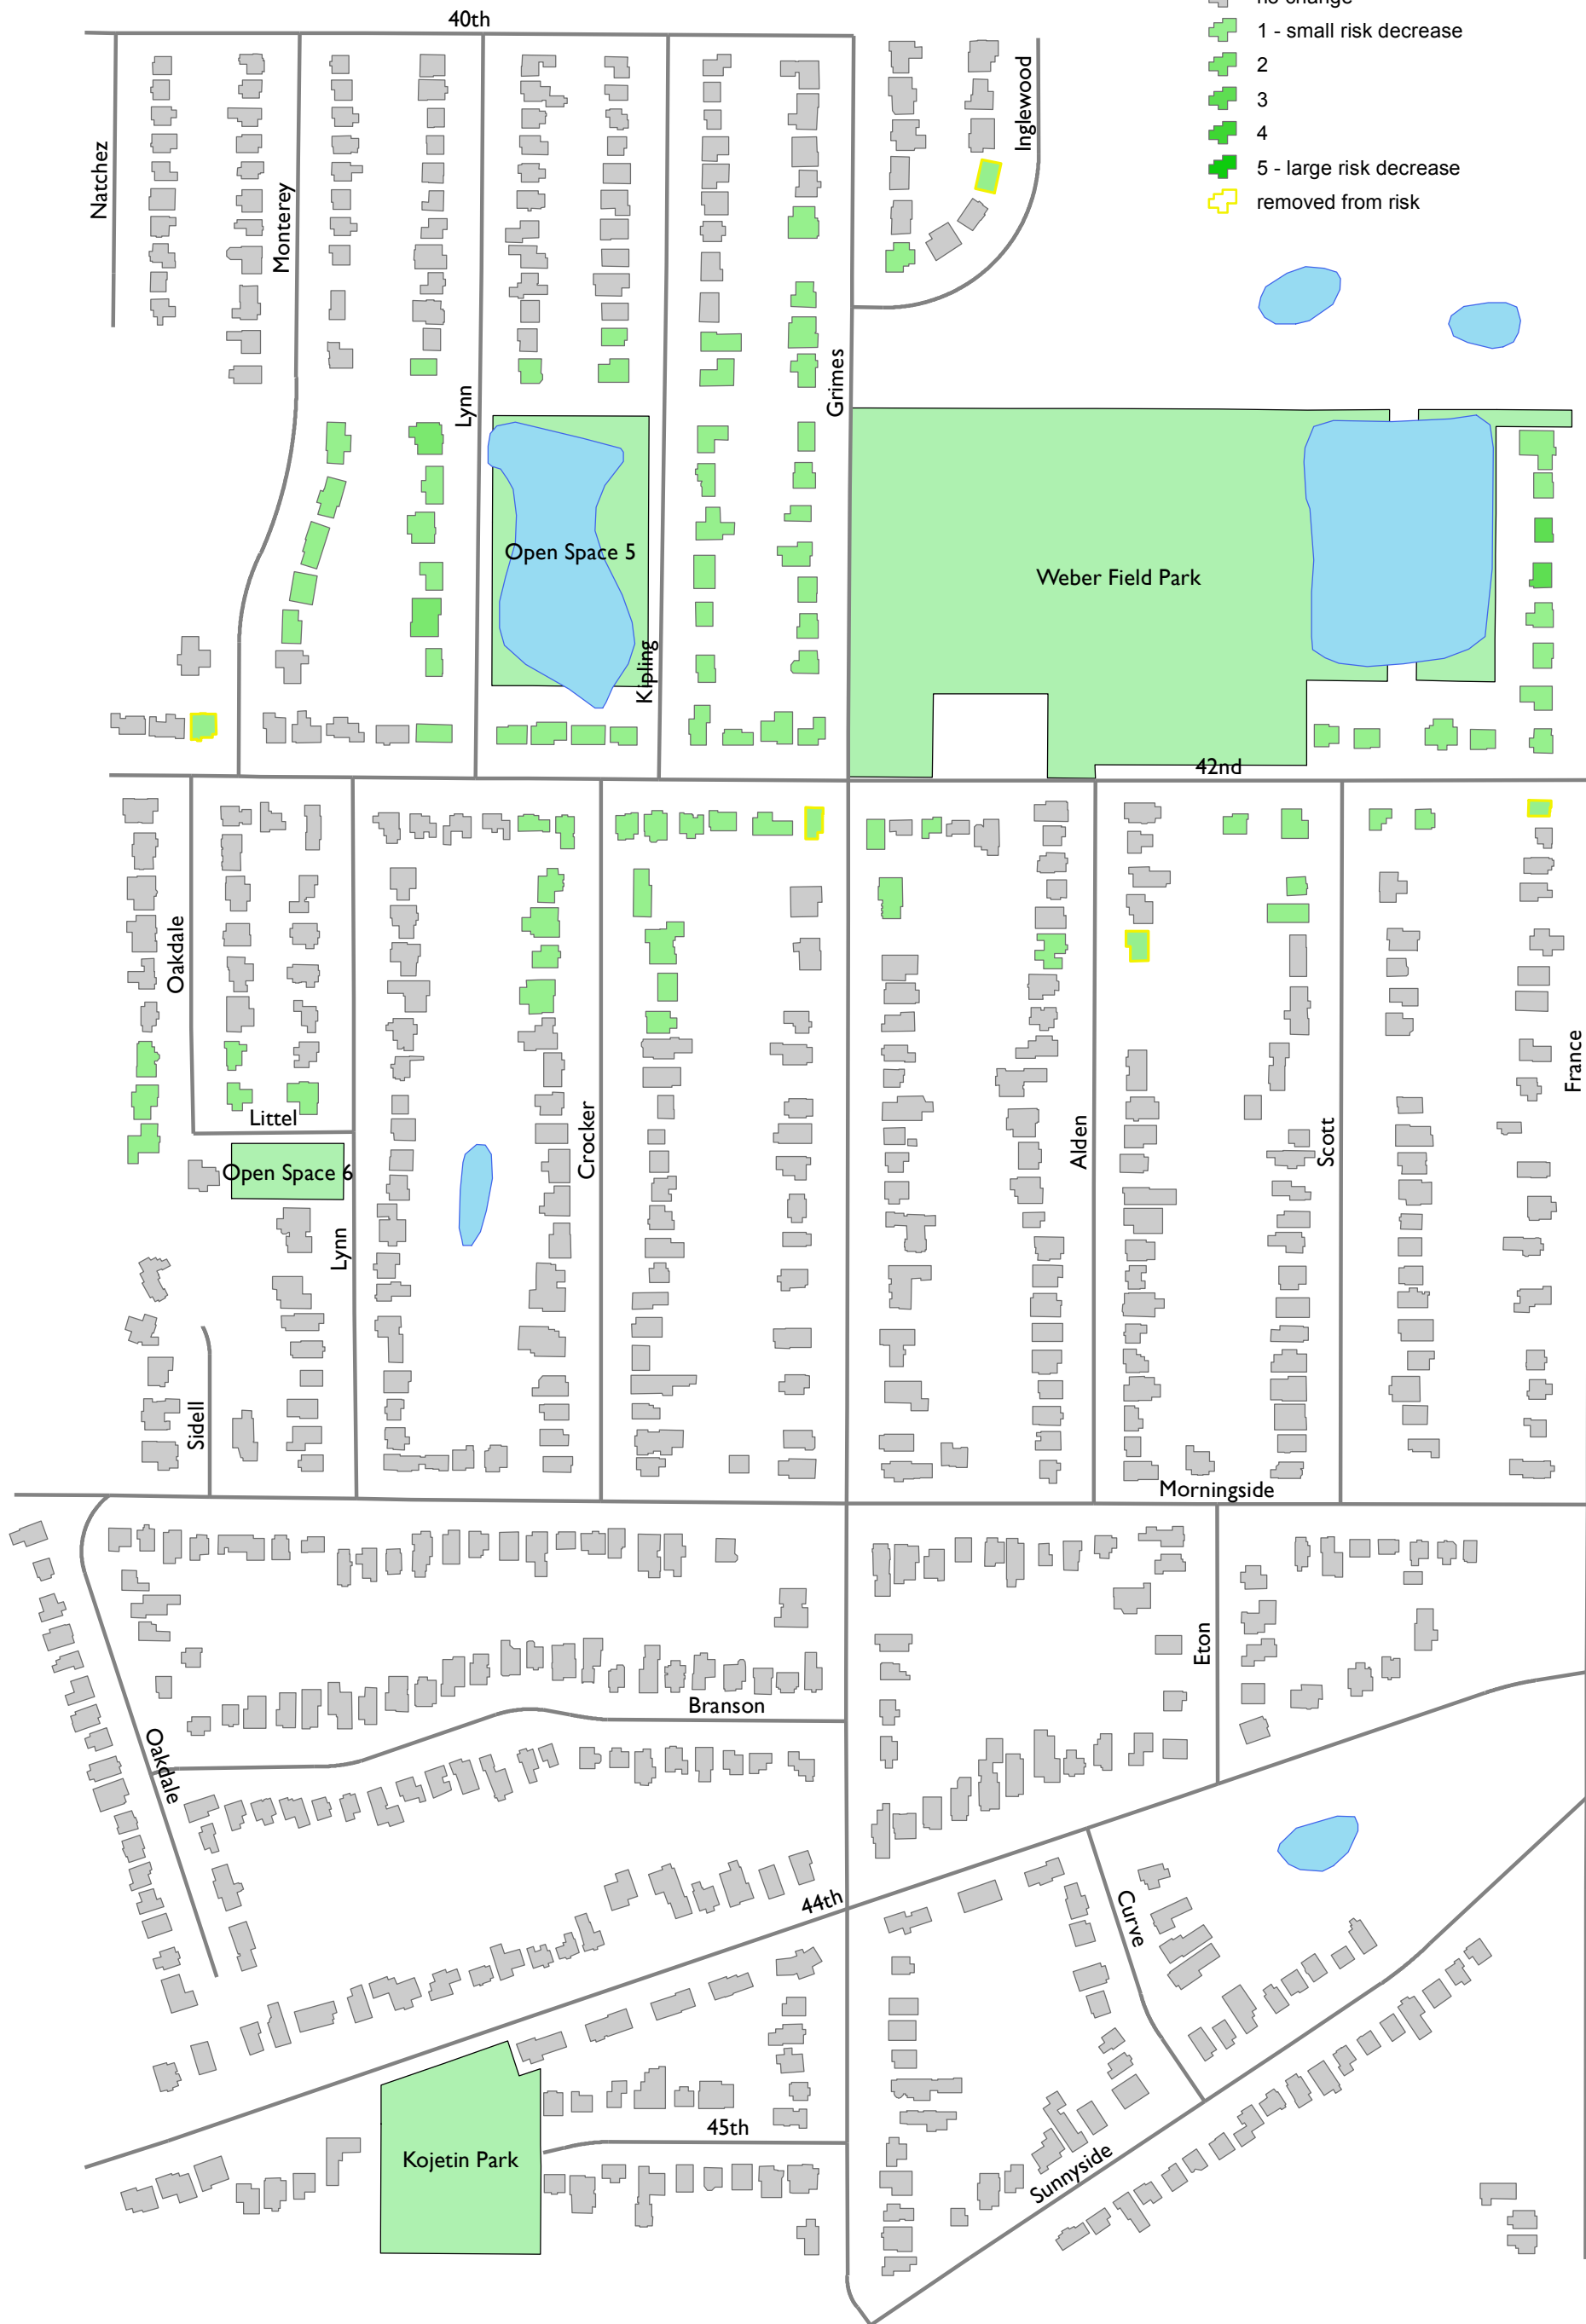 no change
40th
1 - small risk decrease
2
3
4
5 - large risk decrease
removed from risk
Inglewood
Natchez
Monterey
Lynn
Grimes
Open Space 5
Weber Field Park
Kipling
42nd
Oakdale
France
Littel
Crocker
Alden
Scott
Open Space 6
Lynn
Sidell
Morningside
Eton
Branson
Oakdale
44th
Curve
45th
Kojetin Park
Sunnyside